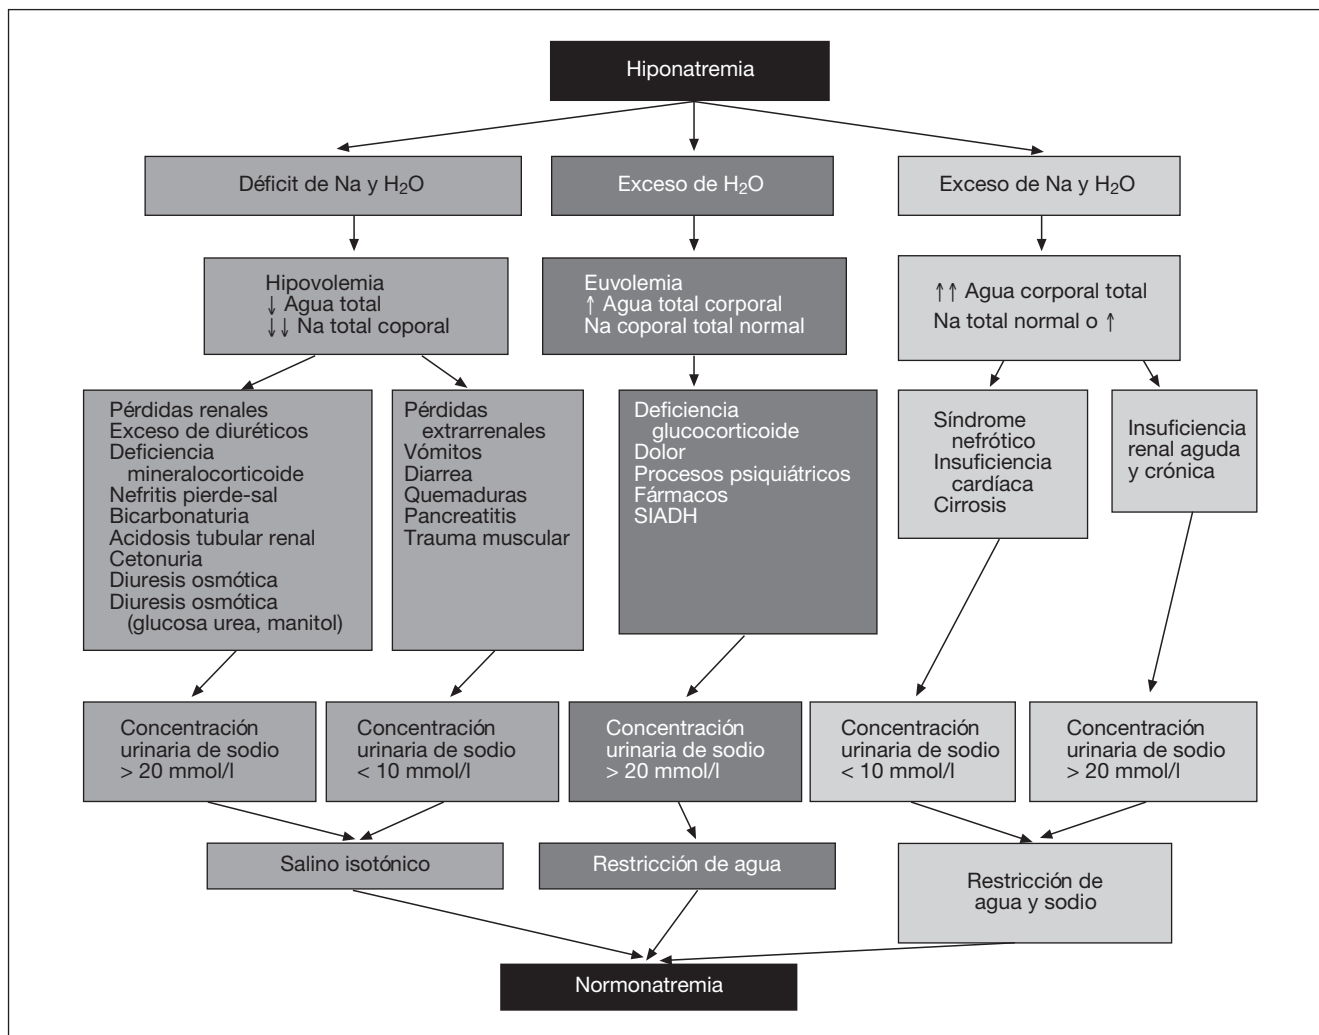 Hiponatremia
Déficit de Na y H₂O
Exceso de H₂O
Exceso de Na y H₂O
Hipovolemia
↓ Agua total
↓↓ Na total coporal
Euvolemia
↑ Agua total corporal
Na coporal total normal
↑↑ Agua corporal total
Na total normal o ↑
Pérdidas renales
Exceso de diuréticos
Deficiencia
mineralocorticoide
Nefritis pierde-sal
Bicarbonaturia
Acidosis tubular renal
Cetonuria
Diuresis osmótica
Diuresis osmótica
(glucosa urea, manitol)
Pérdidas
extrarrenales
Vómitos
Diarrea
Quemaduras
Pancreatitis
Trauma muscular
Deficiencia
glucocorticoide
Dolor
Procesos psiquiátricos
Fármacos
SIADH
Síndrome
nefrótico
Insuficiencia
cardíaca
Cirrosis
Insuficiencia
renal aguda
y crónica
Concentración
urinaria de sodio
> 20 mmol/l
Concentración
urinaria de sodio
< 10 mmol/l
Concentración
urinaria de sodio
> 20 mmol/l
Concentración
urinaria de sodio
< 10 mmol/l
Concentración
urinaria de sodio
> 20 mmol/l
Salino isotónico
Restricción de agua
Restricción de
agua y sodio
Normonatremia